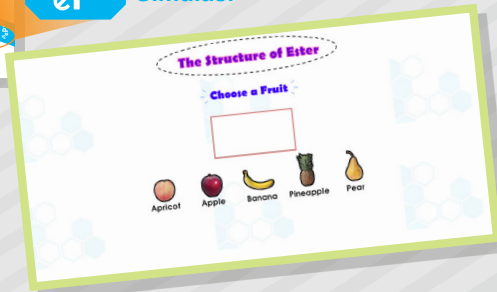 The Structure of Ester
Choose a Fruit
Apricot Apple Banana Pineapple Pear